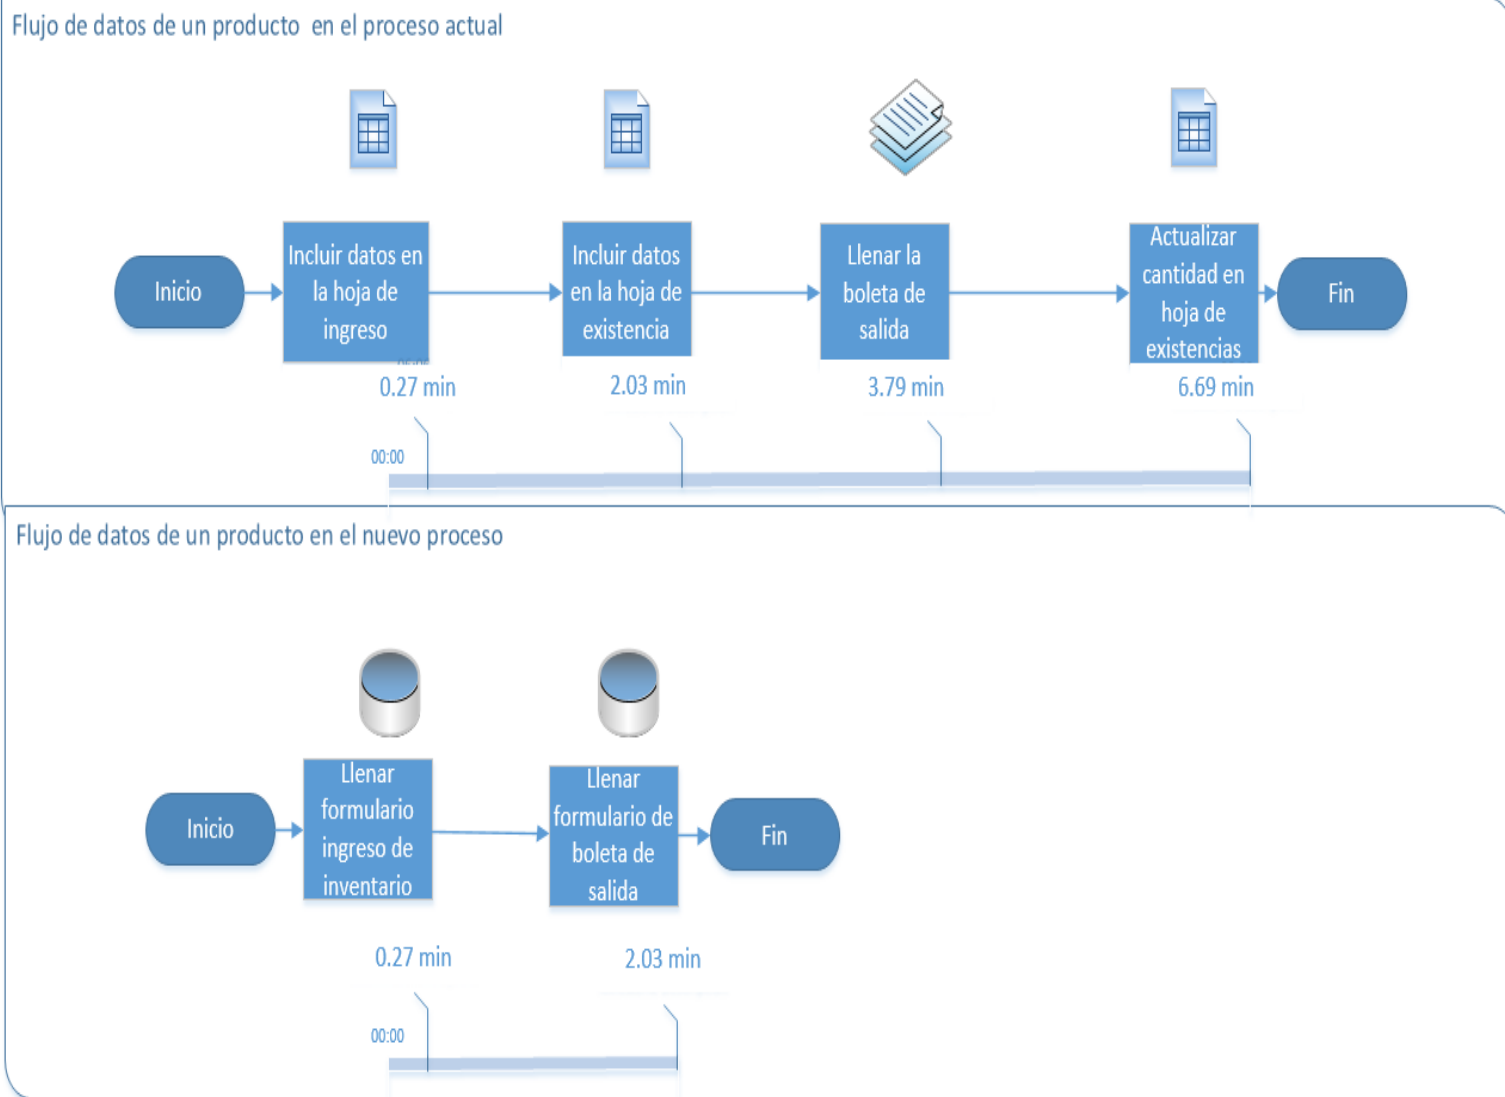 Flujo de datos de un producto en el proceso actual
Inicio
Incluir datos en
la hoja de
ingreso
Incluir datos
en la hoja de
existencia
Llenar la
boleta de
salida
Actualizar
cantidad en
hoja de
existencias
Fin
0.27 min
2.03 min
3.79 min
6.69 min
00:00
Flujo de datos de un producto en el nuevo proceso
Inicio
Llenar
formulario
ingreso de
inventario
Llenar
formulario de
boleta de
salida
Fin
0.27 min
2.03 min
00:00